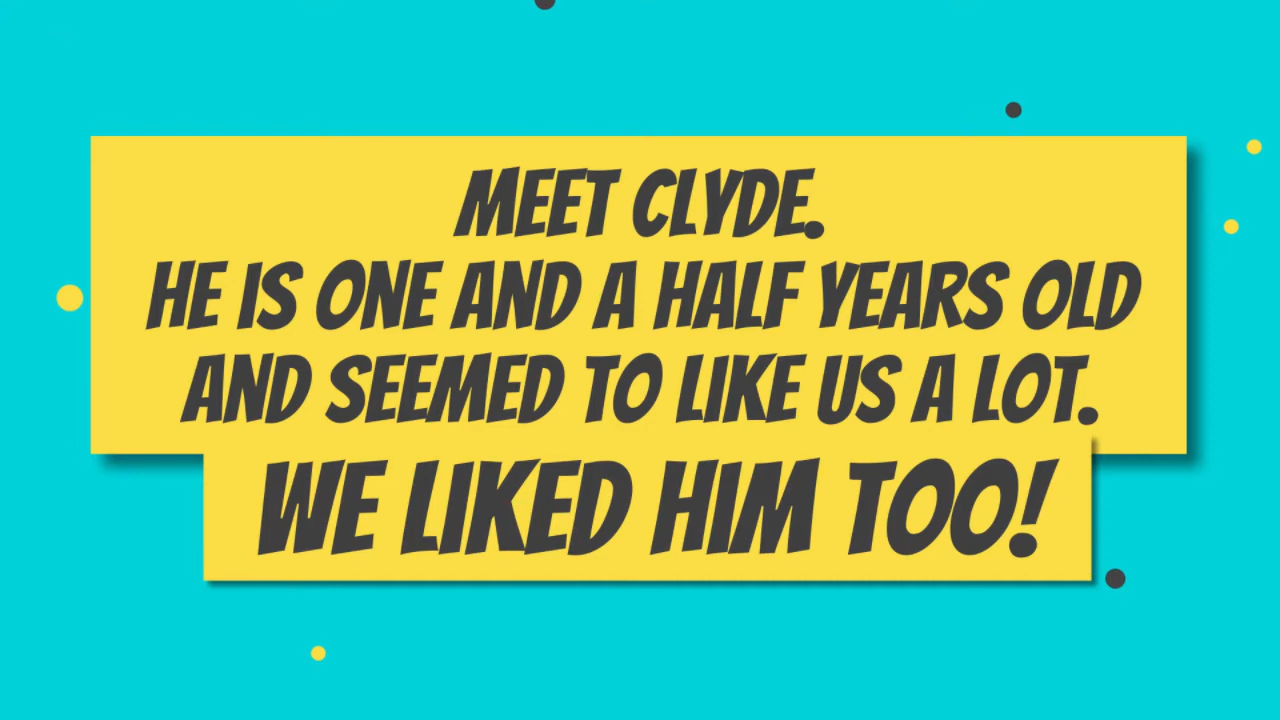 MEET CLYDE.
HE IS ONE AND A HALF YEARS OLD
AND SEEMED TO LIKE US A LOT.
WE LIKED HIM TOO!